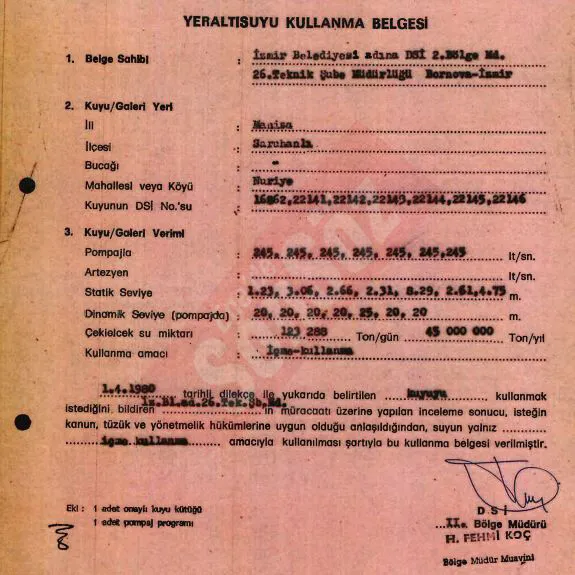 YERALTISUYU KULLANMA BELGESİ
1. Belge Sahibi : İzmir Belediyesi adına DSİ 2.Bölge Md.
26.Teknik Şube Müdürlüğü Bornova-İzmir
2. Kuyu/Galeri Yeri
İli : Manisa
İlçesi : Saruhanlı
Bucağı : -
Mahallesi veya Köyü : Nuriye
Kuyunun DSİ No.'su : 16862,22141,22142,22143,22144,22145,22146
3. Kuyu/Galeri Verimi
Pompajla : 245, 245, 245, 245, 245, 245,245 lt/sn.
Artezyen : lt/sn.
Statik Seviye : 1.23, 3.06, 2.66, 2.31, 8.29, 2.61,4.75 m.
Dinamik Seviye (pompajda) : 20, 20, 20, 20, 25, 20, 20 m.
Çekilecek su miktarı : 123 288 Ton/gün 45 000 000 Ton/yıl
Kullanma amacı : İçme-kullanma
1.4.1980 tarihli dilekçe ile yukarıda belirtilen kuyuyu kullanmak
istediğini bildiren İz.Bl.ad.26.Tek.Şb.Md. in müracaatı üzerine yapılan inceleme sonucu, isteğin
kanun, tüzük ve yönetmelik hükümlerine uygun olduğu anlaşıldığından, suyun yalnız
içme kullanma amacıyla kullanılması şartıyla bu kullanma belgesi verilmiştir.
Eki : 1 adet onaylı kuyu kütüğü
1 adet pompaj programı
DSİ
II. Bölge Müdürü
H. FEHMİ KOÇ
Bölge Müdür Muavini